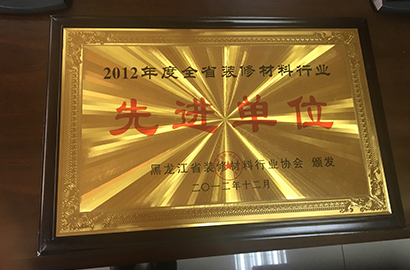 2012年度全省装修材料行业
先进单位
黑龙江省装修材料行业协会 颁发
二〇一二年十二月